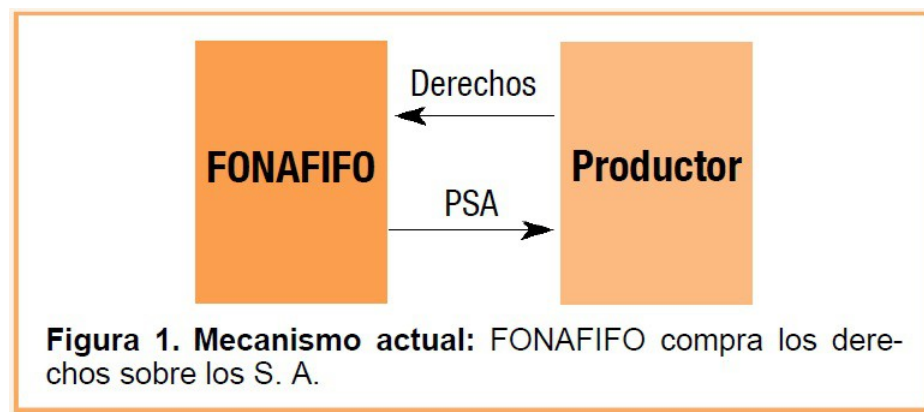 Derechos
FONAFIFO
Productor
PSA
Figura 1. Mecanismo actual: FONAFIFO compra los dere-
chos sobre los S. A.